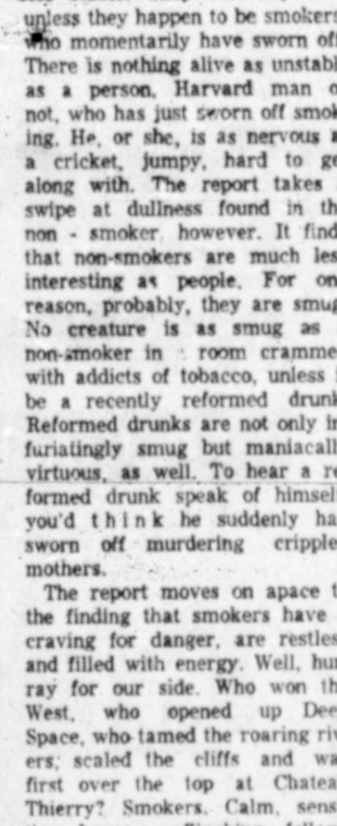 unless they happen to be smokers
who momentarily have sworn off
There is nothing alive as unstabl
as a person, Harvard man o
not, who has just sworn off smok
ing. He, or she, is as nervous a
a cricket, jumpy, hard to ge
along with. The report takes
swipe at dullness found in th
non - smoker, however. It find
that non-smokers are much les
interesting as people. For on
reason, probably, they are smug
No creature is as smug as
non-smoker in a room cramme
with addicts of tobacco, unless i
be a recently reformed drunk
Reformed drunks are not only in
furiatingly smug but maniacall
virtuous, as well. To hear a re
formed drunk speak of himsel
you'd think he suddenly ha
sworn off murdering cripple
mothers.
The report moves on apace t
the finding that smokers have
craving for danger, are restles
and filled with energy. Well, hur
ray for our side. Who won th
West, who opened up Dee
Space, who tamed the roaring riv
ers, scaled the cliffs and wa
first over the top at Chatea
Thierry? Smokers. Calm, sens